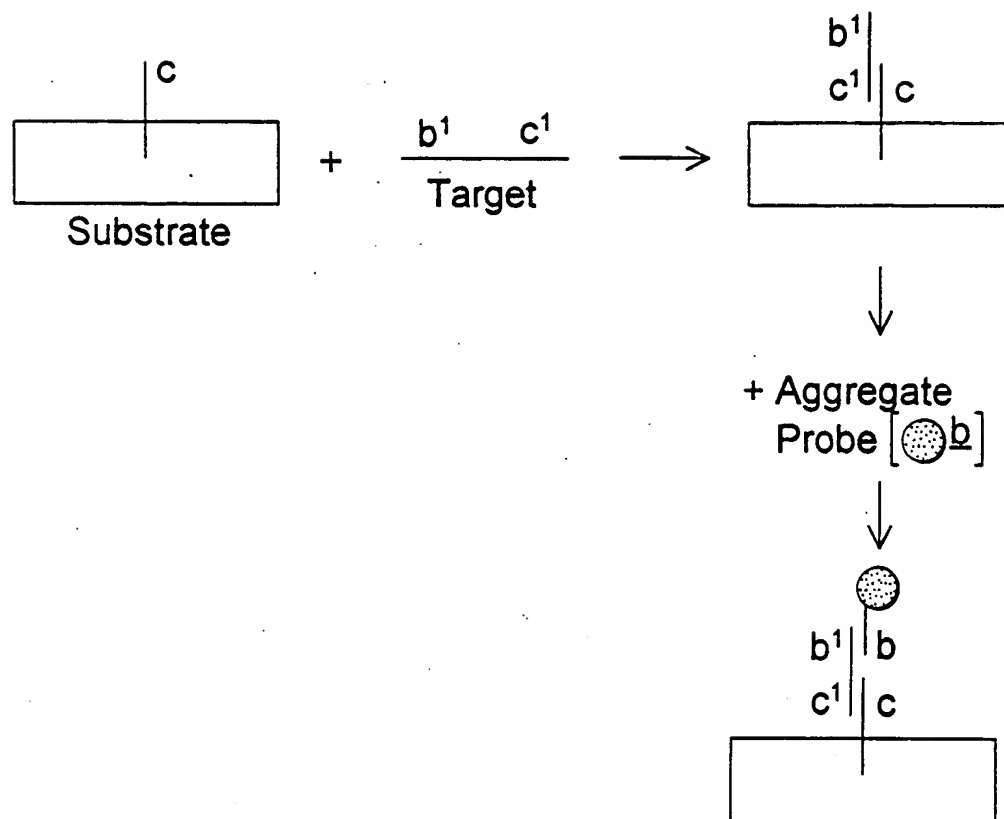 c
Substrate
+
b¹ c¹
Target
b¹
c¹ c
+ Aggregate
Probe [ b]
b¹ b
c¹ c